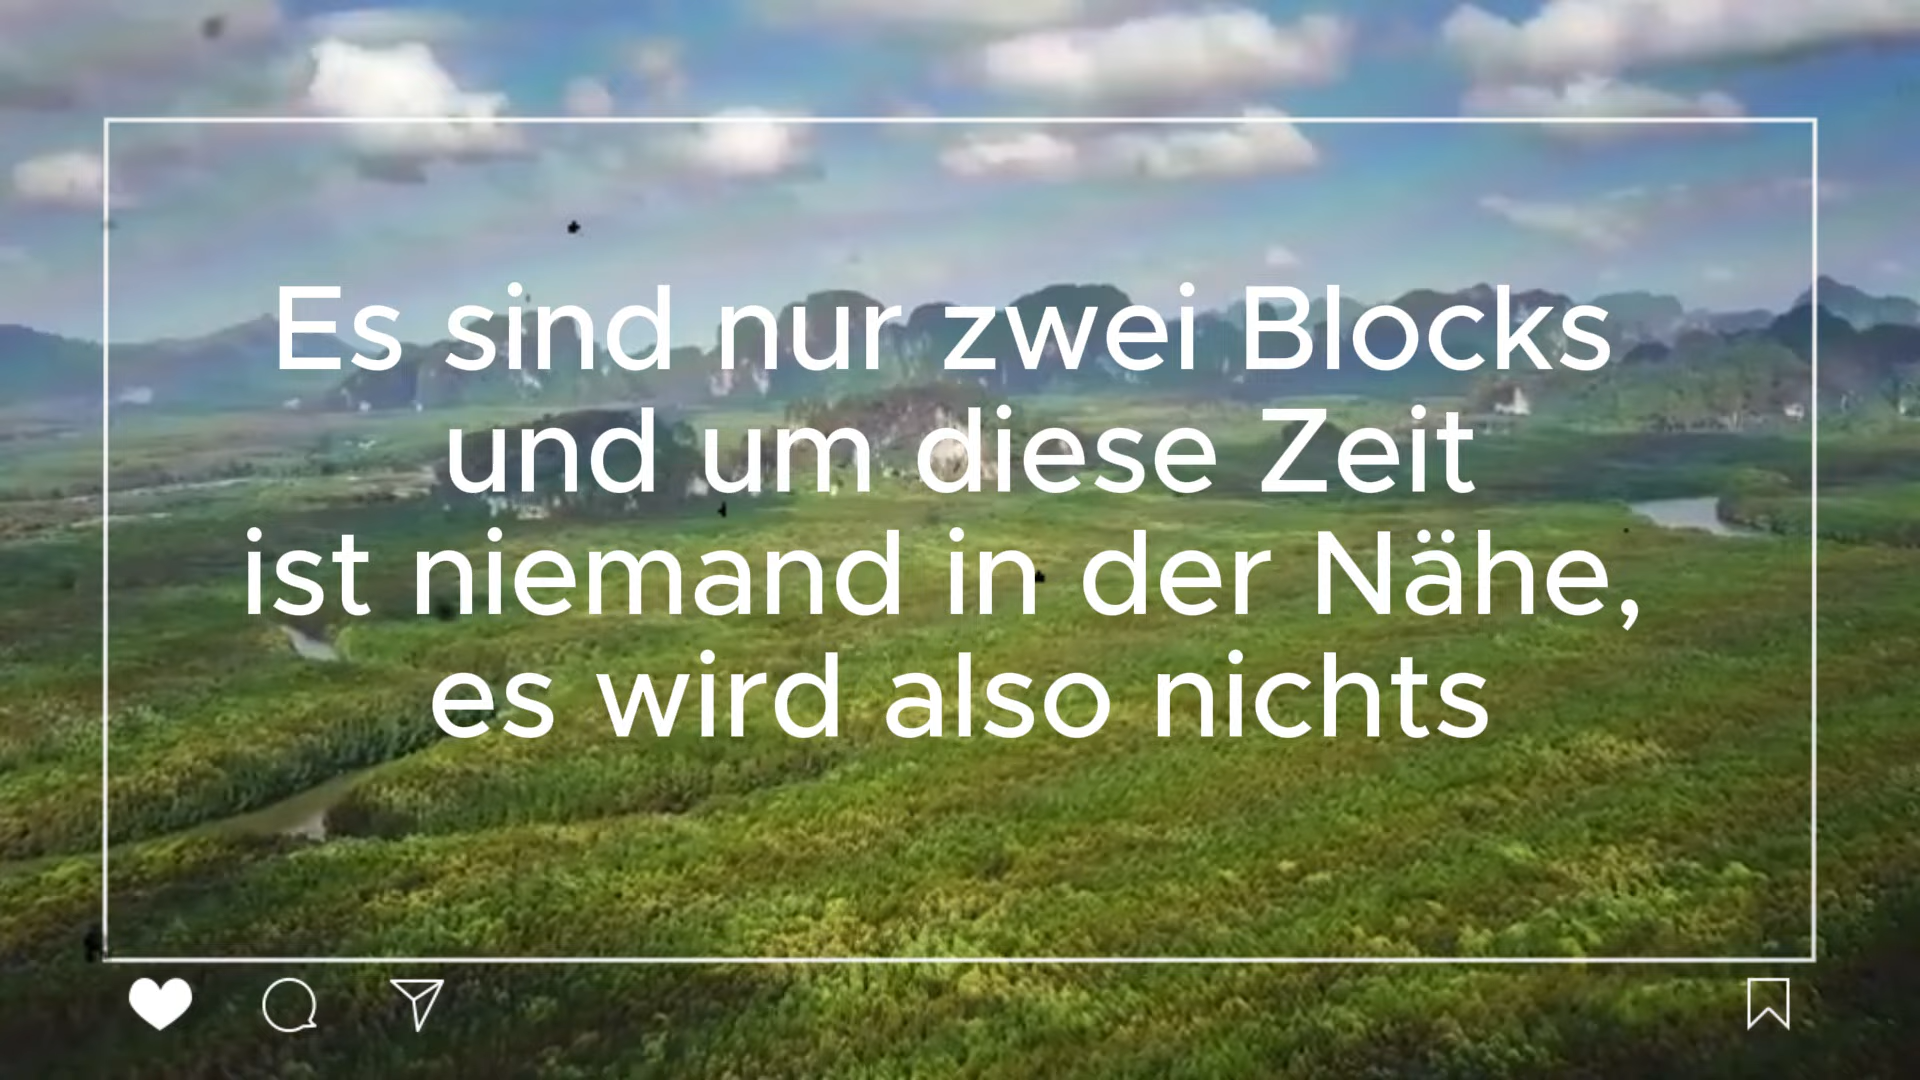 Es sind nur zwei Blocks
und um diese Zeit
ist niemand in der Nähe,
es wird also nichts